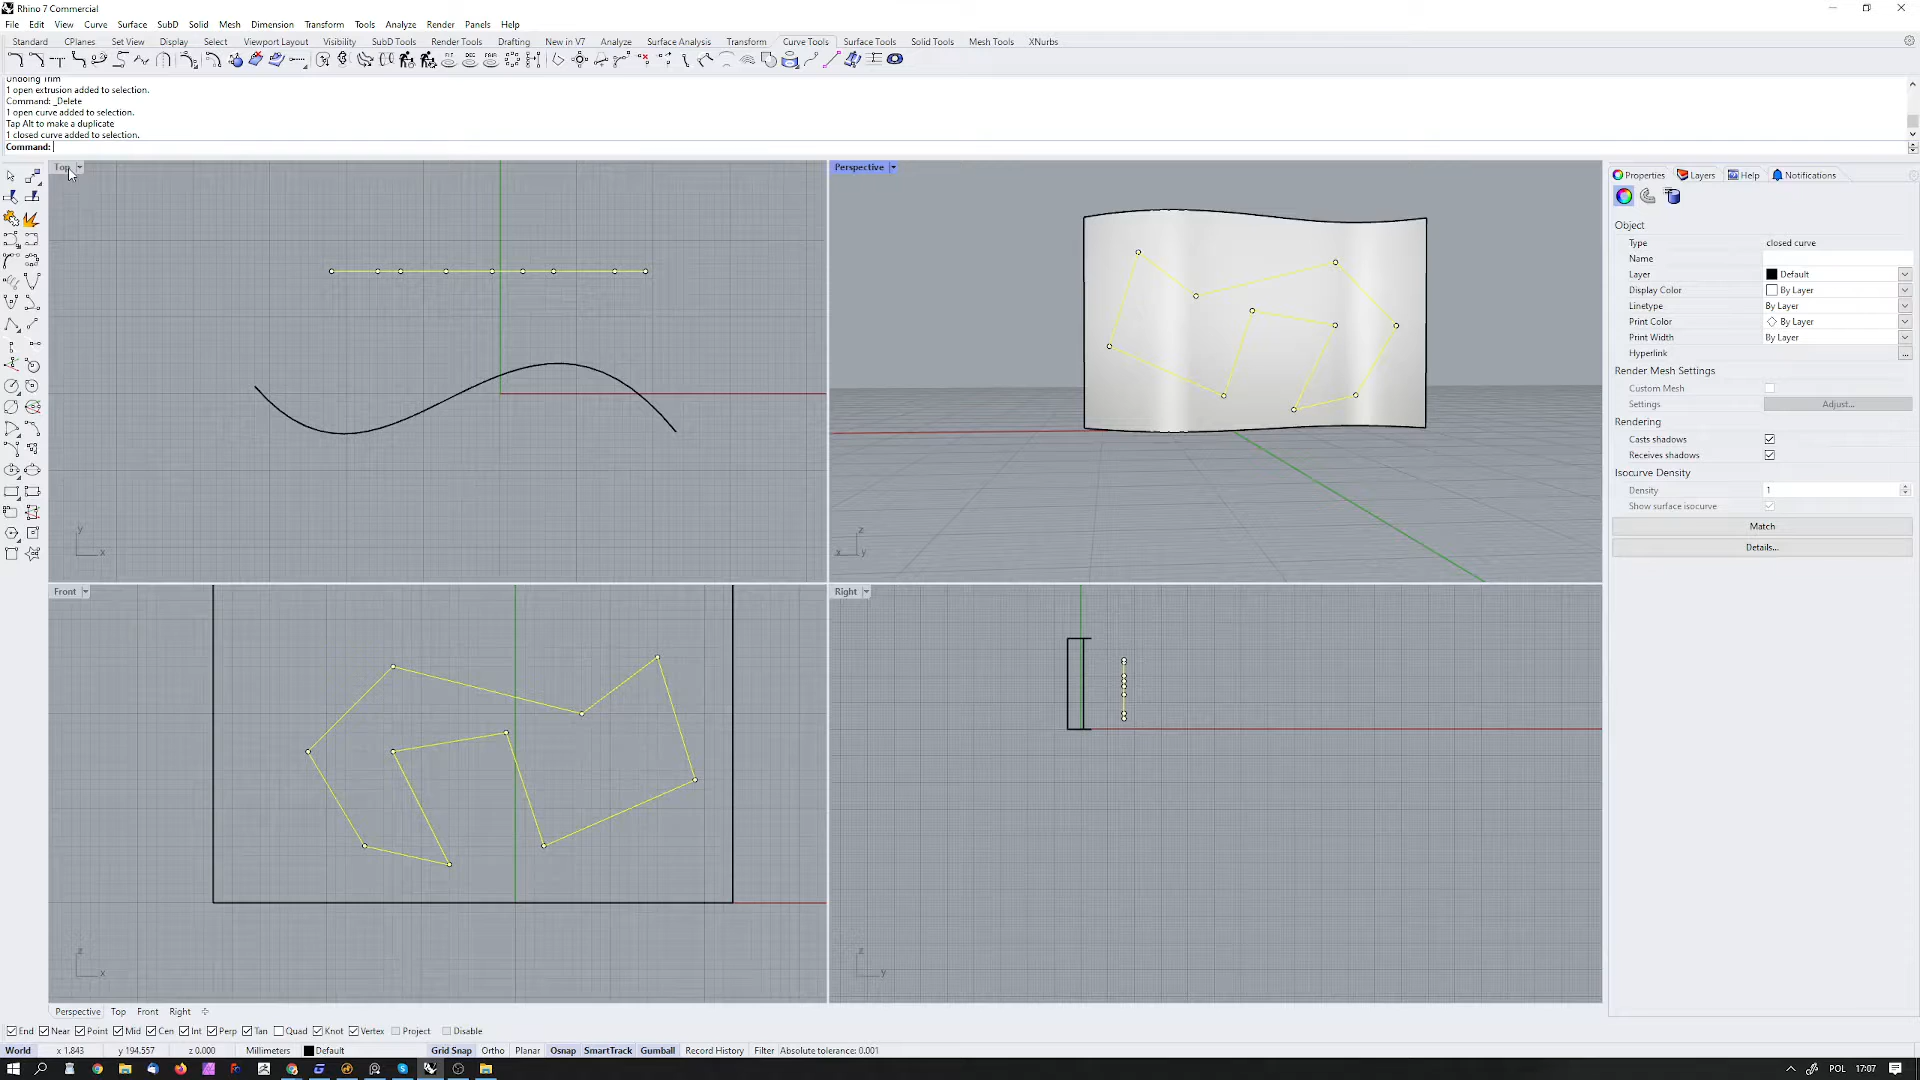 Rhino 7 Commercial
File Edit View Curve Surface SubD Solid Mesh Dimension Transform Tools Analyze Render Panels Help
Standard CPlanes Set View Display Select Viewport Layout Visibility SubD Tools Render Tools Drafting New in V7 Analyze Surface Analysis Transform Curve Tools Surface Tools Solid Tools Mesh Tools XNurbs
Undoing Trim
1 open extrusion added to selection.
Command: _Delete
1 open curve added to selection.
Tap Alt to make a duplicate
1 closed curve added to selection.
Command:
Top
Perspective
Properties Layers Help Notifications
Object
Type closed curve
Name
Layer Default
Display Color By Layer
Linetype By Layer
Print Color By Layer
Print Width By Layer
Hyperlink ...
Render Mesh Settings
Custom Mesh
Settings Adjust...
Rendering
Casts shadows
Receives shadows
Isocurve Density
Density 1
Show surface isocurve
Match
Details...
y
x
z
x y
Front
Right
z
x
z
y
Perspective Top Front Right
End Near Point Mid Cen Int Perp Tan Quad Knot Vertex Project Disable
World x 1.843 y 194.557 z 0.000 Millimeters Default Grid Snap Ortho Planar Osnap SmartTrack Gumball Record History Filter Absolute tolerance: 0.001
POL 17:07